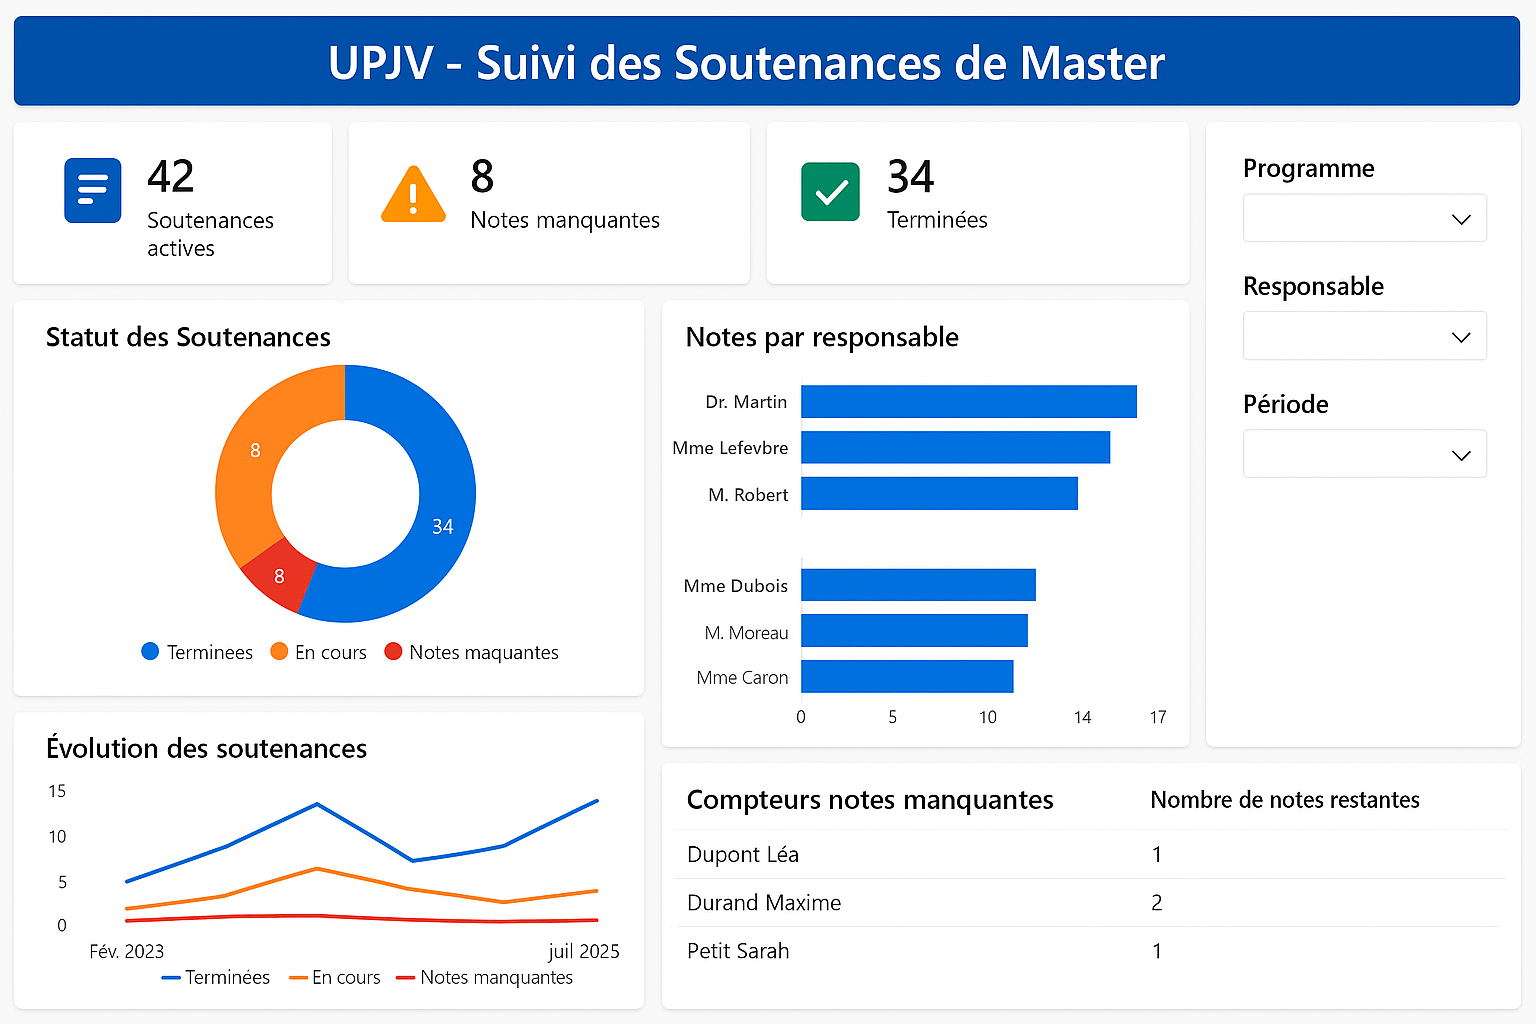 UPJV - Suivi des Soutenances de Master
42
Soutenances
actives
8
Notes manquantes
34
Terminées
Programme
Responsable
Période
Statut des Soutenances
8
34
8
Terminees
En cours
Notes maquantes
Notes par responsable
Dr. Martin
Mme Lefevbre
M. Robert
Mme Dubois
M. Moreau
Mme Caron
0 5 10 14 17
Évolution des soutenances
15
10
5
0
Fév. 2023 juil 2025
Terminées En cours Notes manquantes
Compteurs notes manquantes Nombre de notes restantes
Dupont Léa 1
Durand Maxime 2
Petit Sarah 1